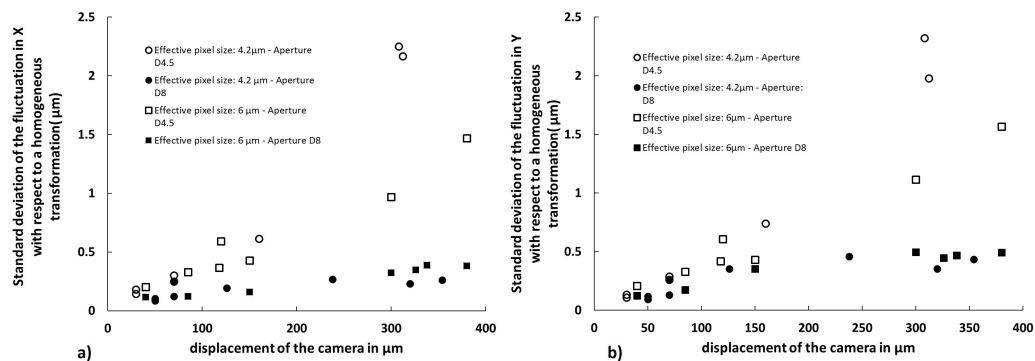 Standard deviation of the fluctuation in X
with respect to a homogeneous
transformation( µm)
2.5
2
1.5
1
0.5
0
0
100
200
300
400
Effective pixel size: 4.2µm - Aperture
D4.5
Effective pixel size: 4.2 µm - Aperture
D8
Effective pixel size: 6 µm - Aperture
D4.5
Effective pixel size: 6 µm - Aperture D8
displacement of the camera in µm
a)
Standard deviation of the fluctuation in Y
with respect to a homogeneous
transformation (µm)
2.5
2
1.5
1
0.5
0
0
50
100
150
200
250
300
350
400
Effective pixel size: 4.2µm - Aperture
D4.5
Effective pixel size: 4.2µm - Aperture:
D8
Effective pixel size: 6µm - Aperture
D4.5
Effective pixel size: 6µm - Aperture D8
displacement of the camera in µm
b)